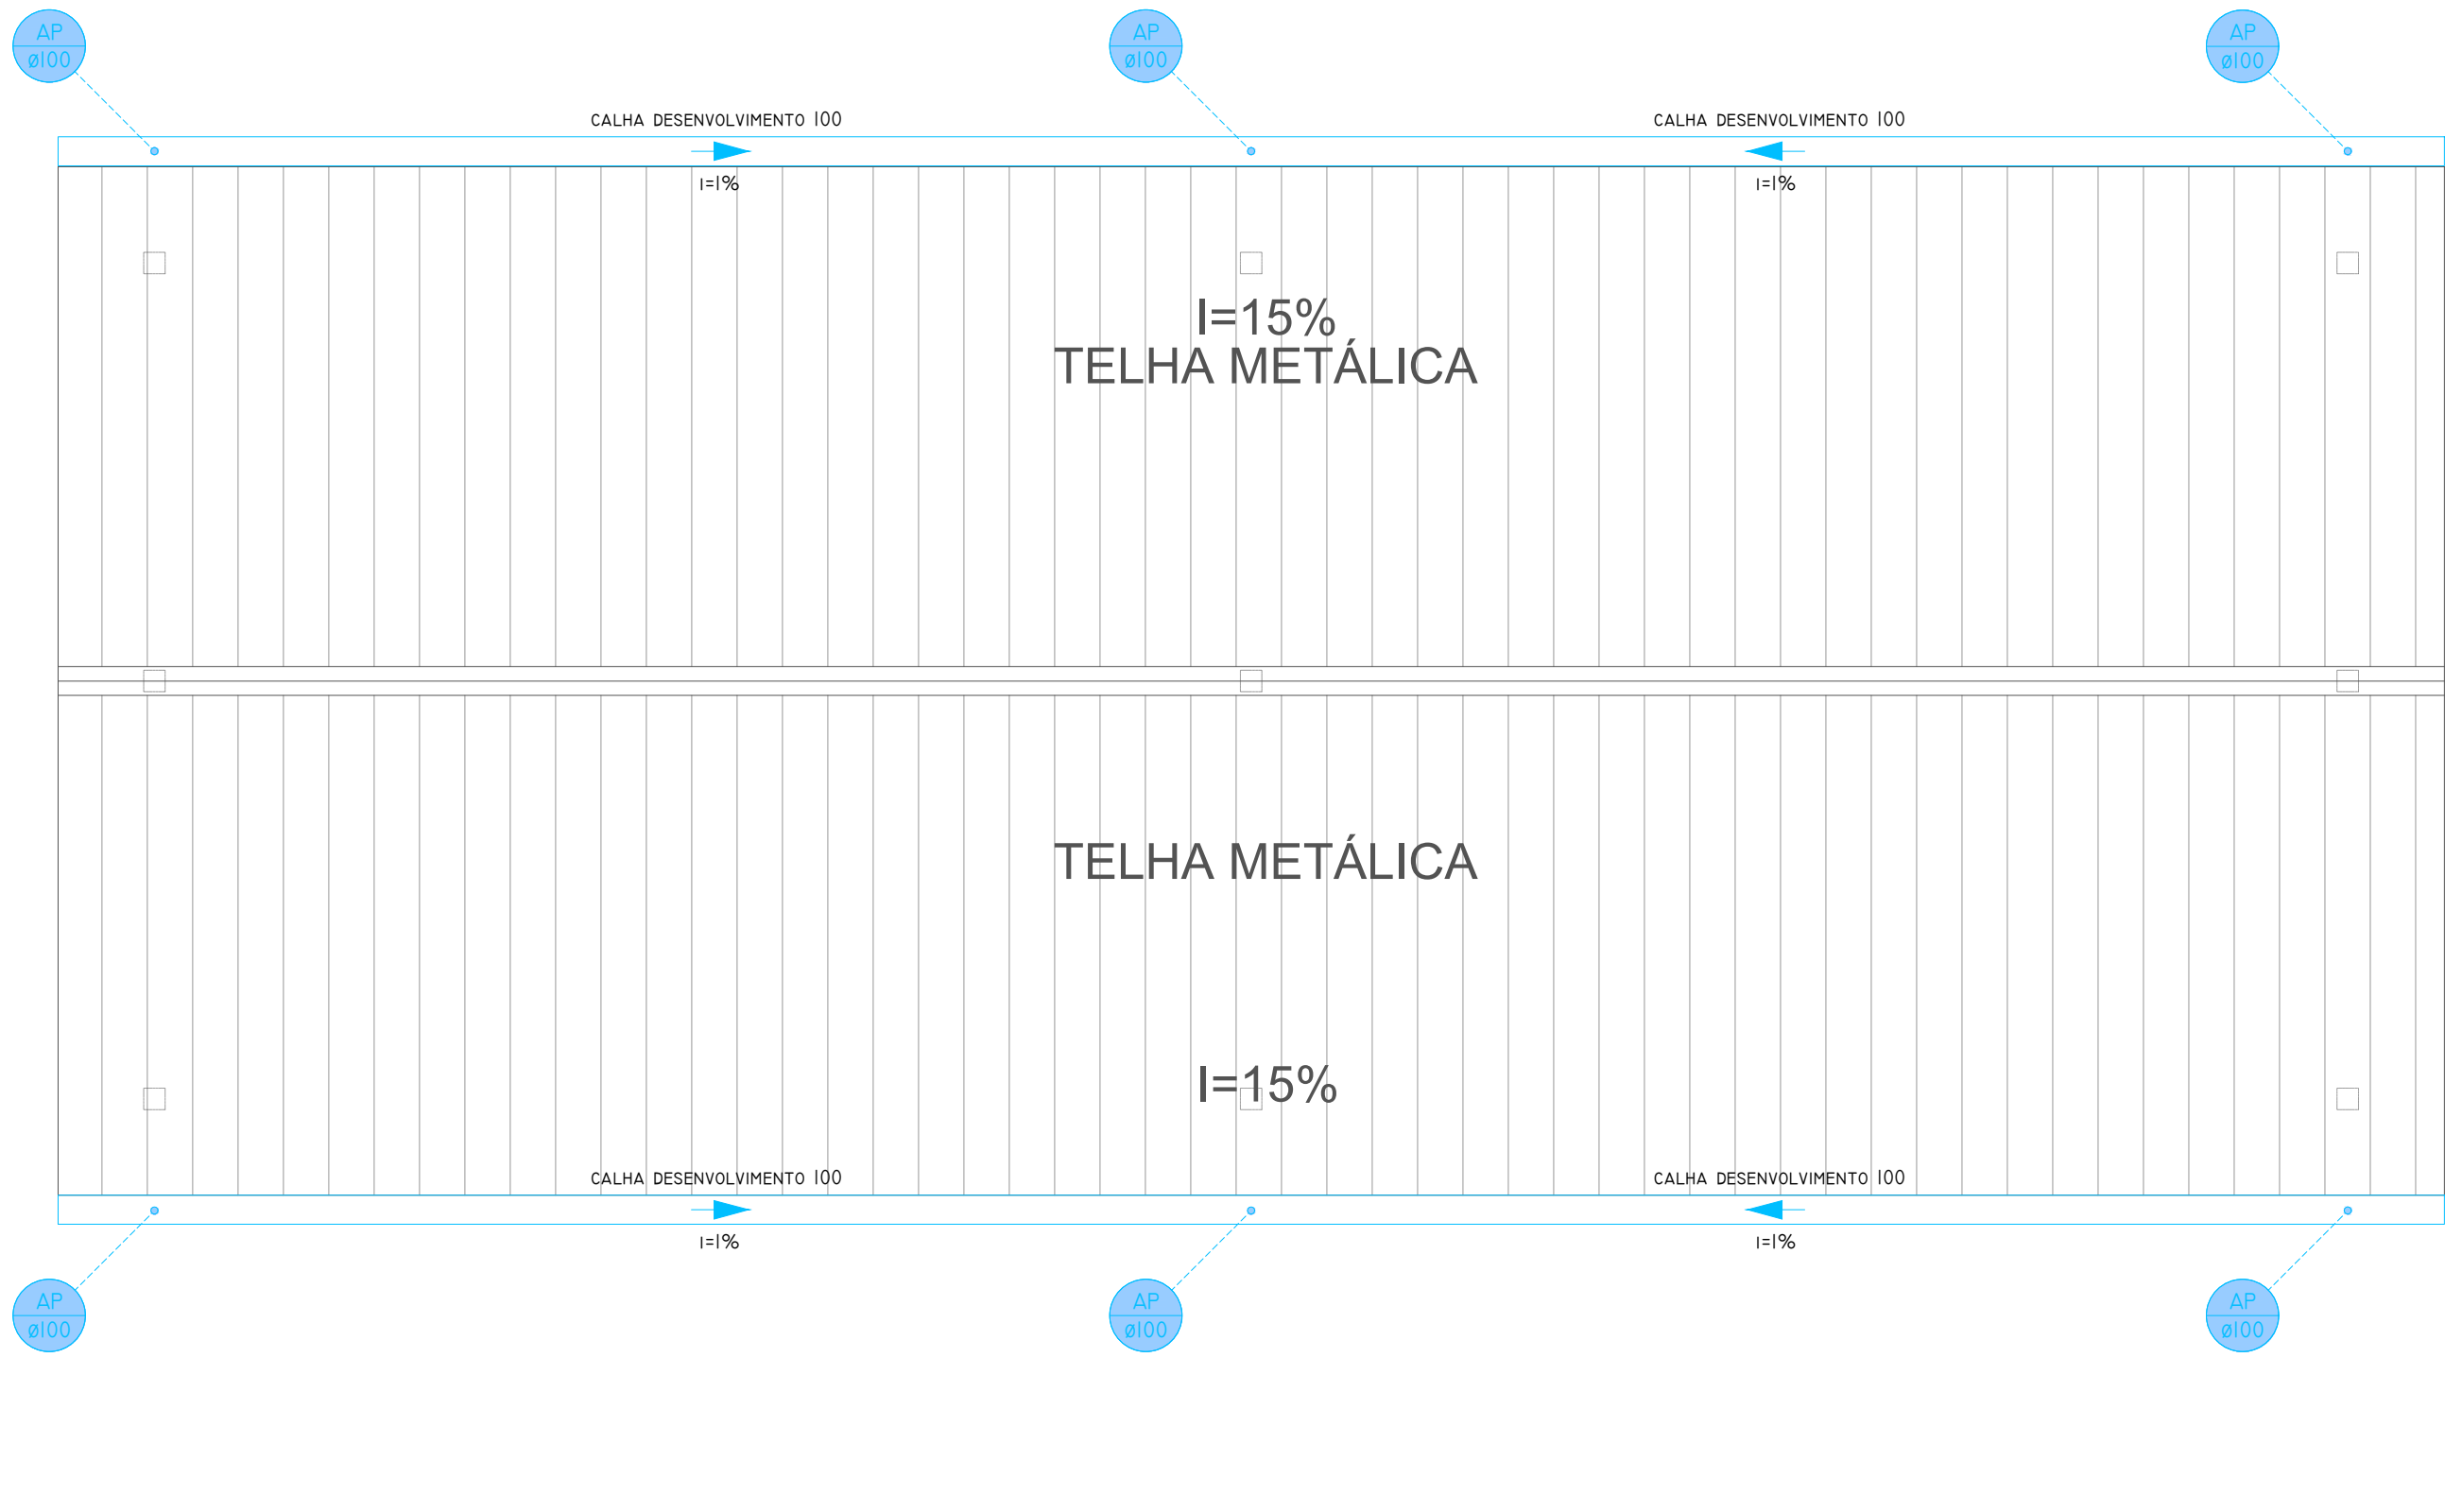 AP
ø100
AP
ø100
AP
ø100
CALHA DESENVOLVIMENTO 100
CALHA DESENVOLVIMENTO 100
i=1%
i=1%
I=15%
TELHA METÁLICA
TELHA METÁLICA
I=15%
CALHA DESENVOLVIMENTO 100
CALHA DESENVOLVIMENTO 100
i=1%
i=1%
AP
ø100
AP
ø100
AP
ø100